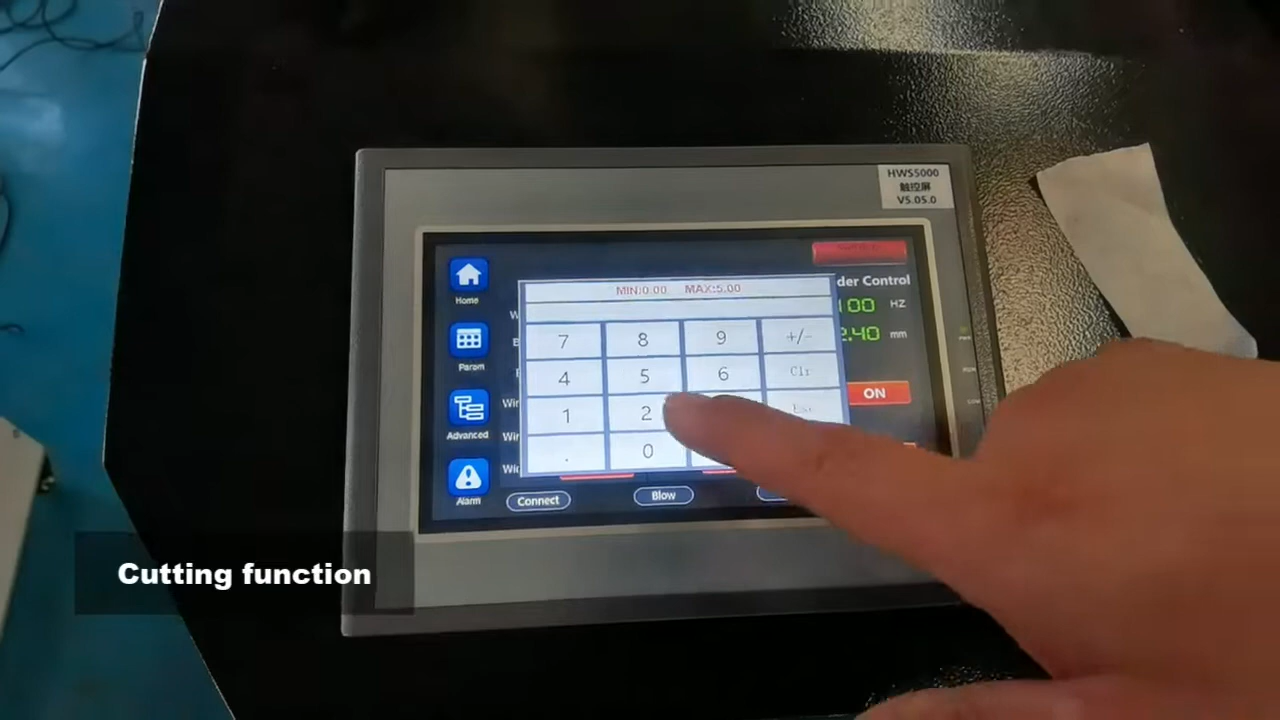 HWS5000
触控屏
V5.05.0
Home
Param
Advanced
Alarm
MIN:0.00 MAX:5.00
7 8 9 +/-
4 5 6 Clr
1 2
. 0
der Control
100 HZ
2.40 mm
ON
Connect
Blow
Cutting function